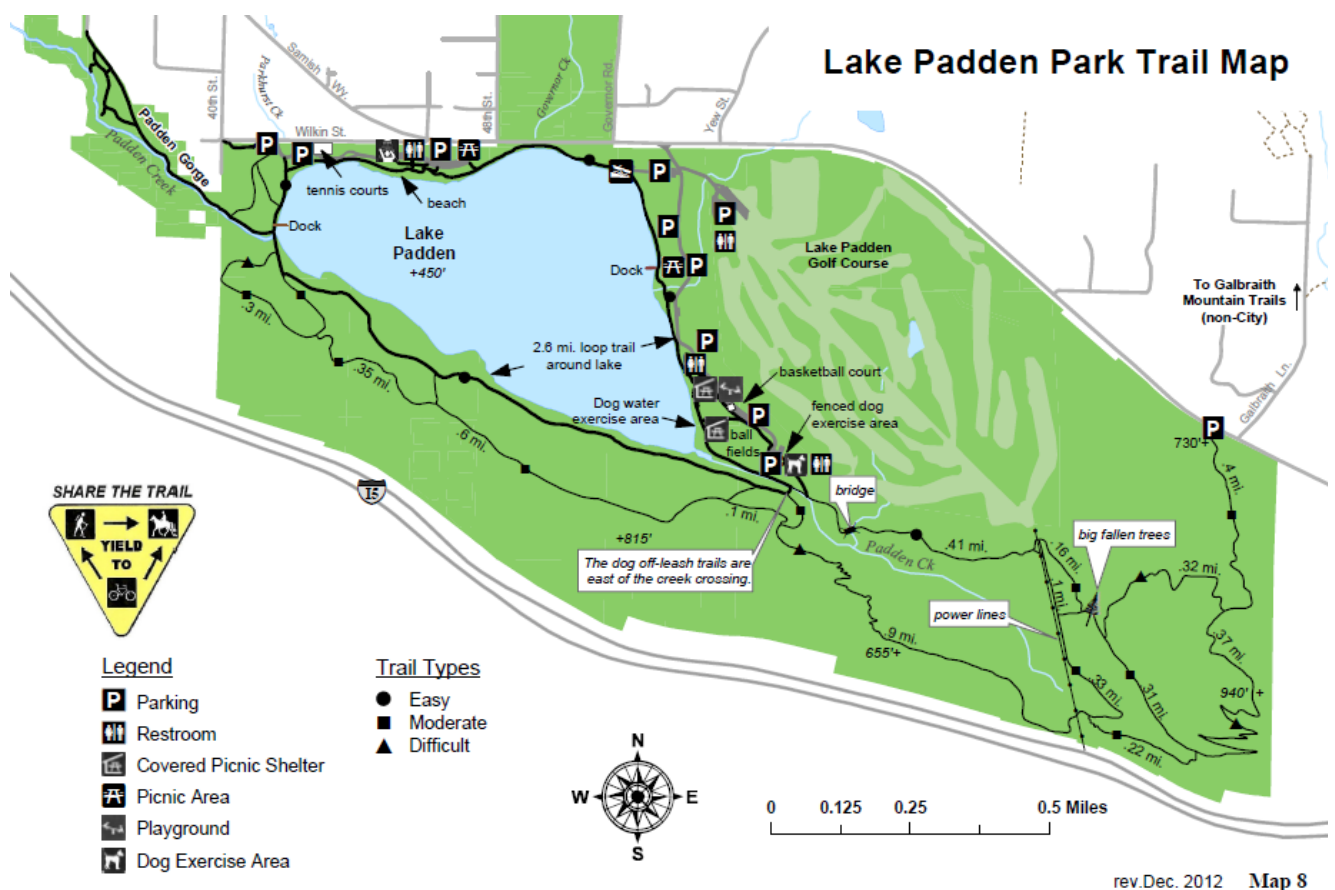 Lake Padden Park Trail Map
40th St.
Parkhurst Ck
Samish Wy.
48th St.
Governor Ck
Governor Rd.
Yew St.
Wilkin St.
P
P
P
tennis courts
beach
Padden Gorge
Padden Creek
P
P
P
Dock
Lake
Padden
+450'
Dock
P
Lake Padden
Golf Course
To Galbraith
Mountain Trails
(non-City)
Galbraith Ln.
.3 mi.
.35 mi.
2.6 mi. loop trail
around lake
P
basketball court
Dog water
exercise area
P
fenced dog
exercise area
ball
fields
P
P
730'+
.4 mi.
.6 mi.
I5
bridge
.1 mi.
+815'
The dog off-leash trails are
east of the creek crossing.
Padden Ck
.41 mi.
.16 mi.
big fallen trees
.1 mi.
.32 mi.
power lines
.9 mi.
655'+
.37 mi.
.33 mi.
.31 mi.
940' +
.22 mi.
SHARE THE TRAIL
YIELD
TO
Legend
P Parking
Restroom
Covered Picnic Shelter
Picnic Area
Playground
Dog Exercise Area
Trail Types
Easy
Moderate
Difficult
N
W E
S
0 0.125 0.25 0.5 Miles
rev.Dec. 2012 Map 8